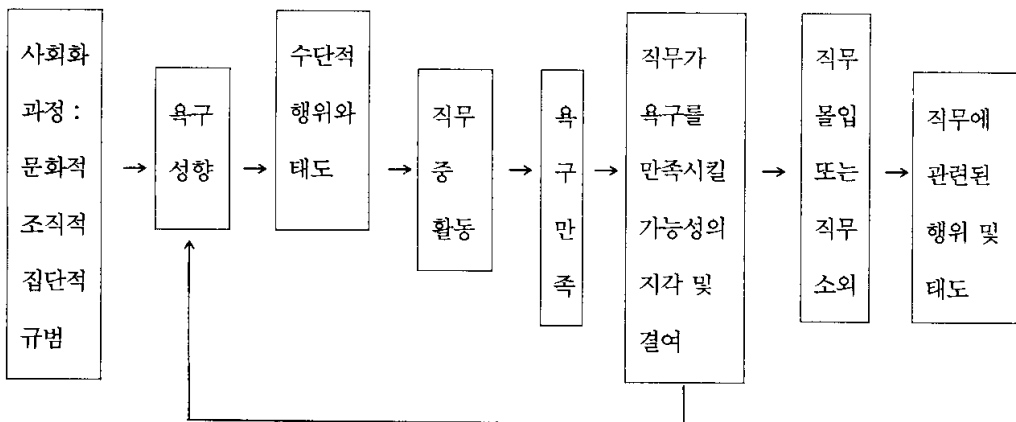 사회화
과정 :
문화적
조직적
집단적
규범
욕구
성향
수단적
행위와
태도
직무
중
활동
욕
구
만
족
직무가
욕구를
만족시킬
가능성의
지각 및
결여
직무
몰입
또는
직무
소외
직무에
관련된
행위 및
태도